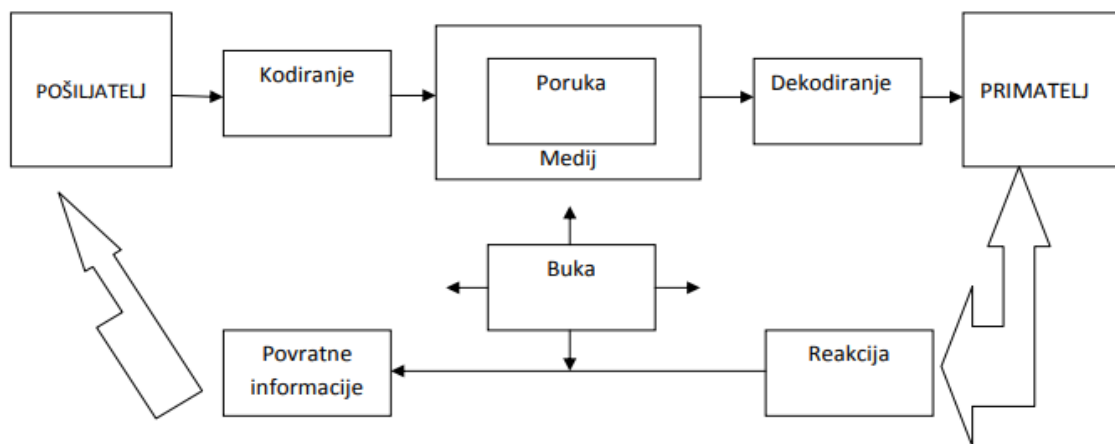 POŠILJATELJ
Kodiranje
Poruka
Medij
Dekodiranje
PRIMATELJ
Buka
Povratne
informacije
Reakcija